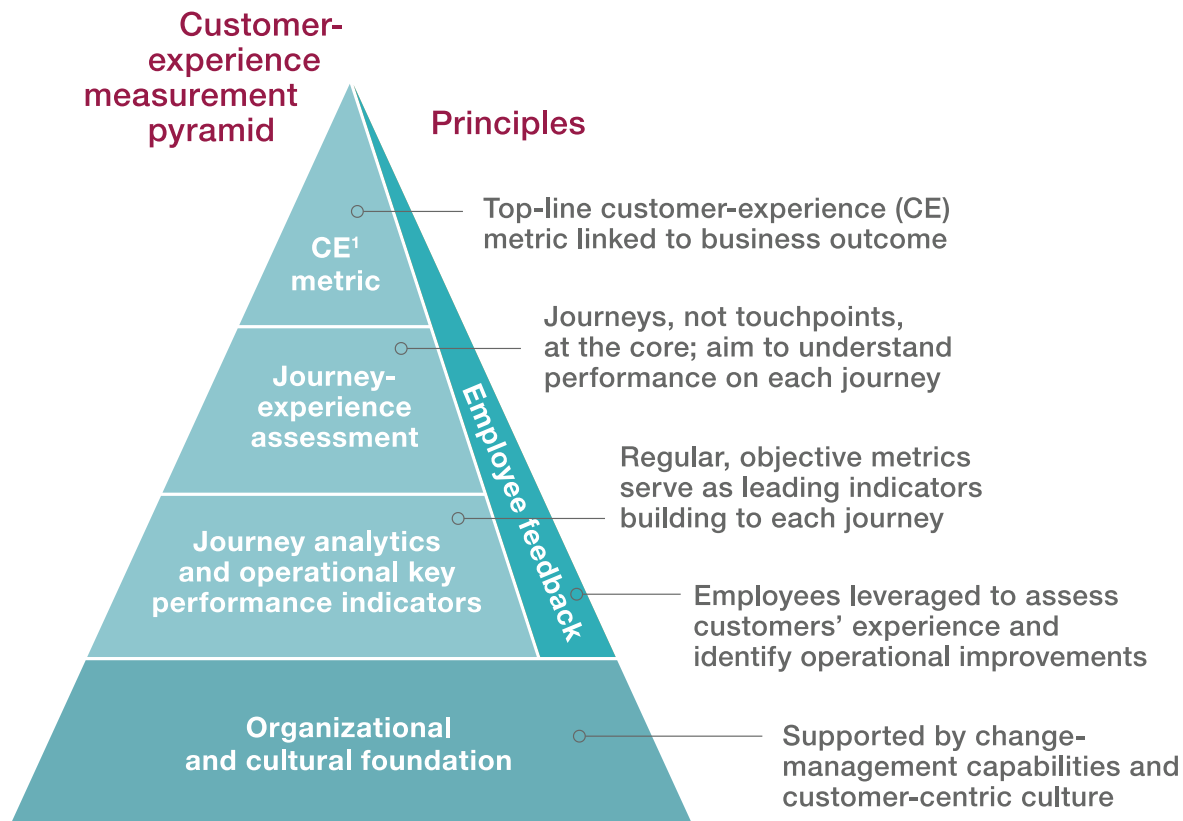 Customer-
experience
measurement
pyramid
Principles
CE¹
metric
Top-line customer-experience (CE)
metric linked to business outcome
Journey-
experience
assessment
Journeys, not touchpoints,
at the core; aim to understand
performance on each journey
Journey analytics
and operational key
performance indicators
Regular, objective metrics
serve as leading indicators
building to each journey
Employee feedback
Employees leveraged to assess
customers’ experience and
identify operational improvements
Organizational
and cultural foundation
Supported by change-
management capabilities and
customer-centric culture